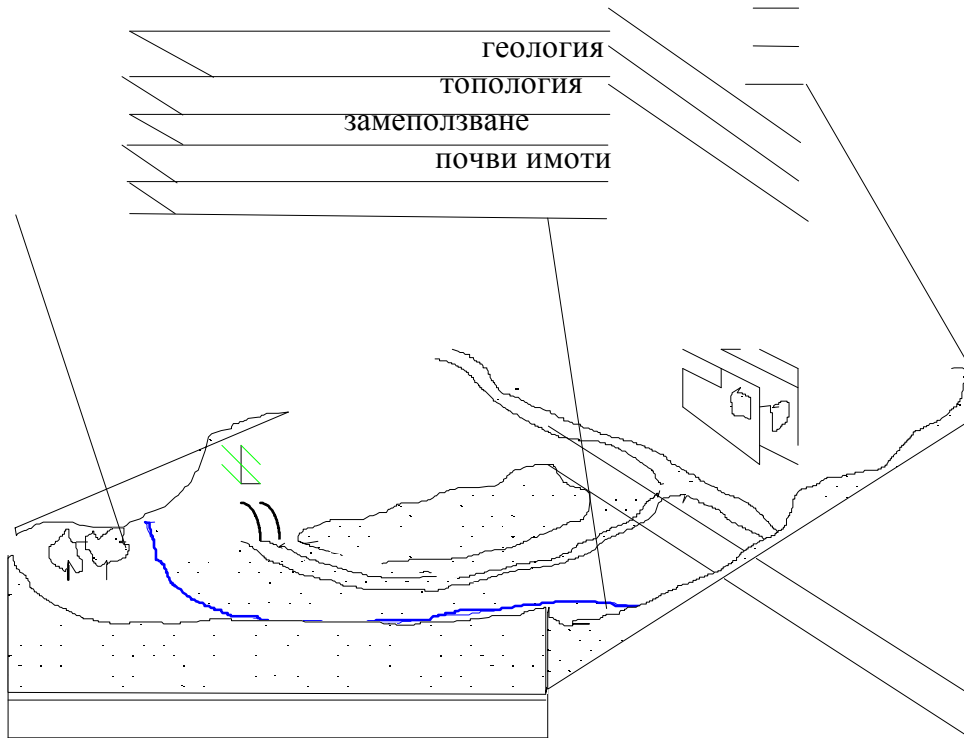 геология
топология
замеползване
почви имоти